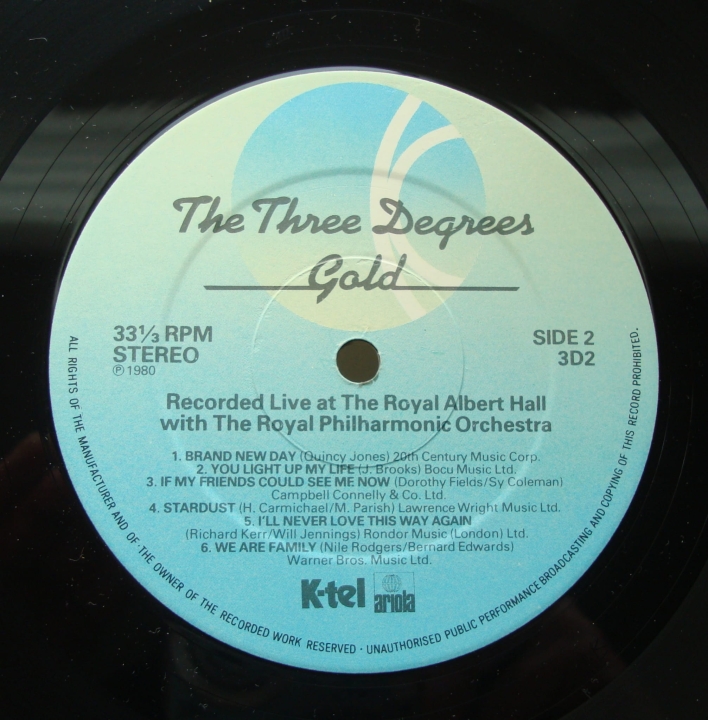 The Three Degrees
Gold
33⅓ RPM
STEREO
℗ 1980
SIDE 2
3D2
Recorded Live at The Royal Albert Hall
with The Royal Philharmonic Orchestra
1. BRAND NEW DAY (Quincy Jones) 20th Century Music Corp.
2. YOU LIGHT UP MY LIFE (J. Brooks) Bocu Music Ltd.
3. IF MY FRIENDS COULD SEE ME NOW (Dorothy Fields/Sy Coleman)
Campbell Connelly & Co. Ltd.
4. STARDUST (H. Carmichael/M. Parish) Lawrence Wright Music Ltd.
5. I'LL NEVER LOVE THIS WAY AGAIN
(Richard Kerr/Will Jennings) Rondor Music (London) Ltd.
6. WE ARE FAMILY (Nile Rodgers/Bernard Edwards)
Warner Bros. Music Ltd.
K-tel ariola
ALL RIGHTS OF THE MANUFACTURER AND OF THE OWNER OF THE RECORDED WORK RESERVED · UNAUTHORISED PUBLIC PERFORMANCE BROADCASTING AND COPYING OF THIS RECORD PROHIBITED.